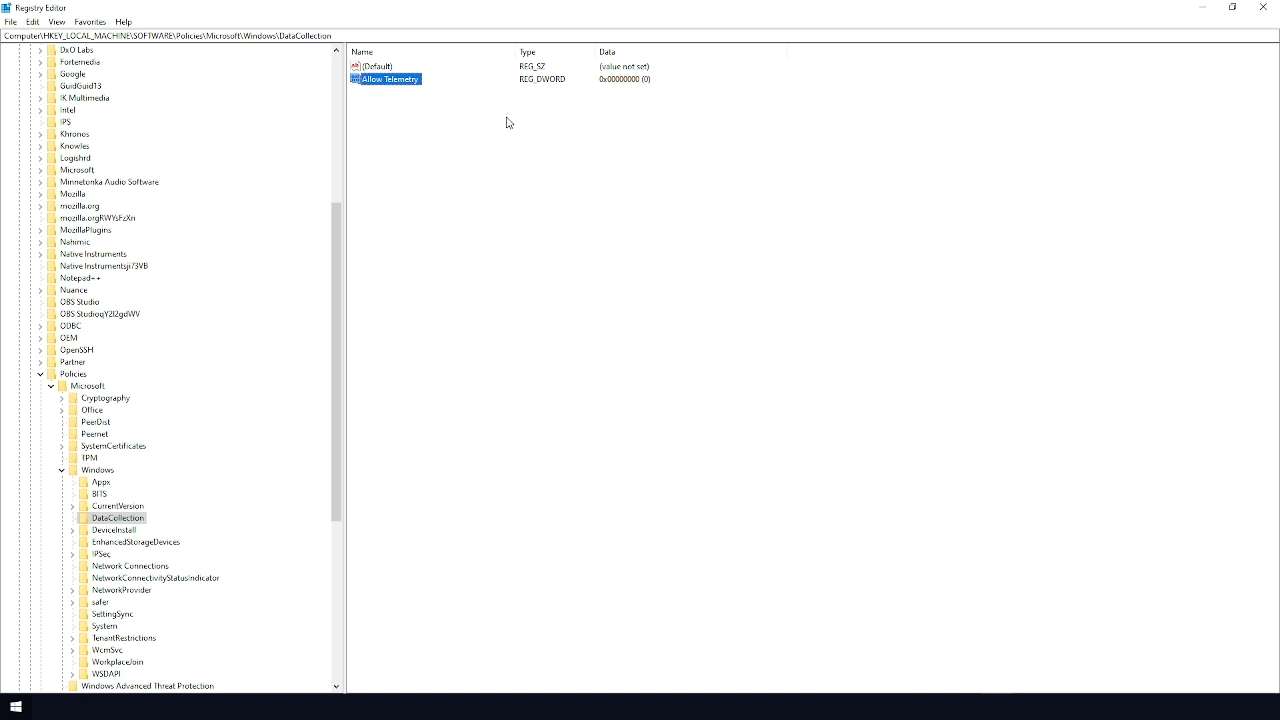 Registry Editor
File Edit View Favorites Help
Computer\HKEY_LOCAL_MACHINE\SOFTWARE\Policies\Microsoft\Windows\DataCollection
DxO Labs
Fortemedia
Google
GuidGuid13
IK Multimedia
Intel
IPS
Khronos
Knowles
Logishrd
Microsoft
Minnetonka Audio Software
Mozilla
mozilla.org
mozilla.orgRWYsFzXn
MozillaPlugins
Nahimic
Native Instruments
Native Instrumentsji73VB
Notepad++
Nuance
OBS Studio
OBS StudioqY2I2gdWV
ODBC
OEM
OpenSSH
Partner
Policies
Microsoft
Cryptography
Office
PeerDist
Peernet
SystemCertificates
TPM
Windows
Appx
BITS
CurrentVersion
DataCollection
DeviceInstall
EnhancedStorageDevices
IPSec
Network Connections
NetworkConnectivityStatusIndicator
NetworkProvider
safer
SettingSync
System
TenantRestrictions
WcmSvc
WorkplaceJoin
WSDAPI
Windows Advanced Threat Protection
Name Type Data
(Default) REG_SZ (value not set)
Allow Telemetry REG_DWORD 0x00000000 (0)